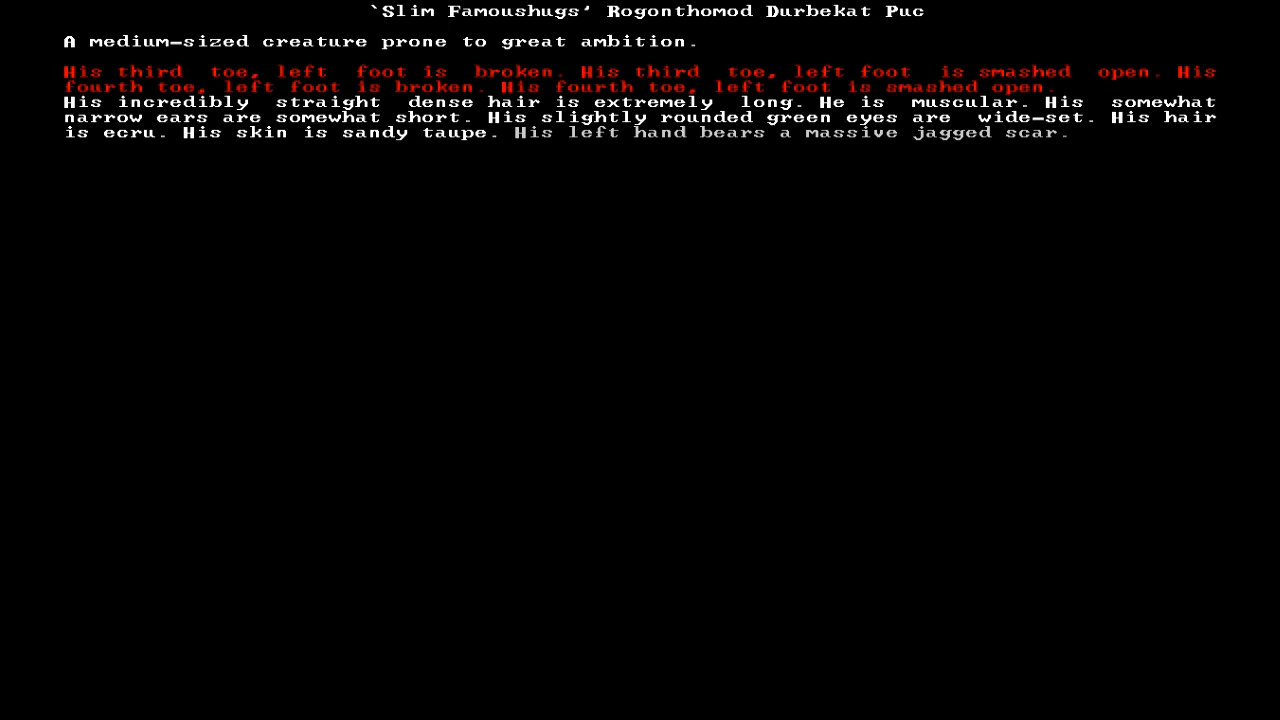 `Slim Famoushugs' Rogonthomod Durbekat Puc
A medium-sized creature prone to great ambition.
His third toe, left foot is broken. His third toe, left foot is smashed open. His
fourth toe, left foot is broken. His fourth toe, left foot is smashed open.
His incredibly straight dense hair is extremely long. He is muscular. His somewhat
narrow ears are somewhat short. His slightly rounded green eyes are wide-set. His hair
is ecru. His skin is sandy taupe. His left hand bears a massive jagged scar.